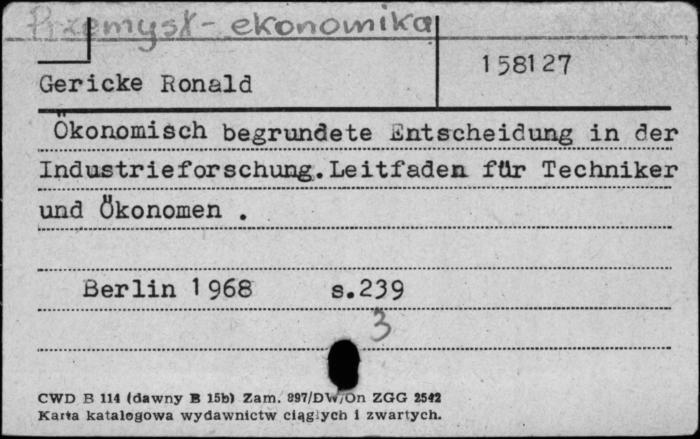 Przemysł - ekonomika
158127
Gericke Ronald
Ökonomisch begrundete Entscheidung in der
Industrieforschung. Leitfaden für Techniker
und Ökonomen .
Berlin 1968 s.239
3
CWD B 114 (dawny B 15b) Zam. 897/DW/On ZGG 2542
Karta katalogowa wydawnictw ciągłych i zwartych.